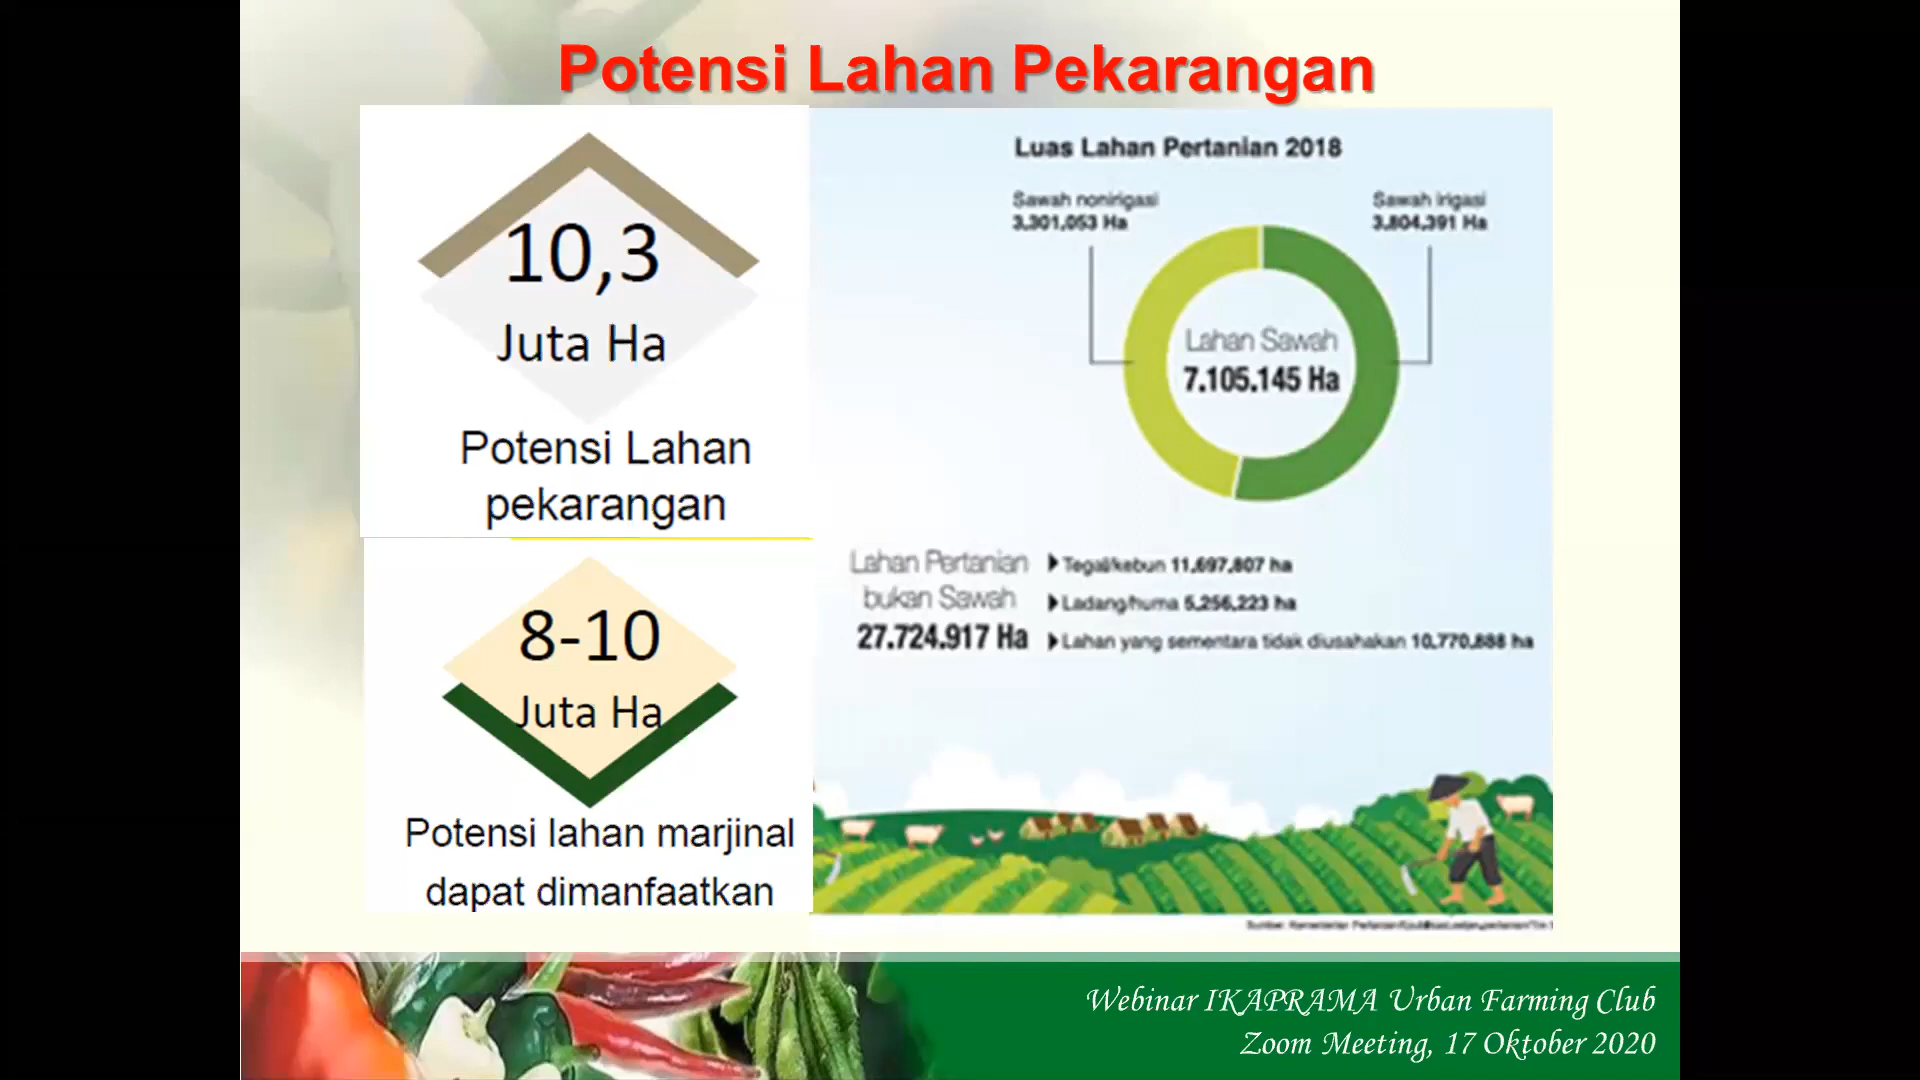 Potensi Lahan Pekarangan
10,3
Juta Ha
Potensi Lahan
pekarangan
8-10
Juta Ha
Potensi lahan marjinal
dapat dimanfaatkan
Luas Lahan Pertanian 2018
Sawah nonirigasi
3,301,053 Ha
Sawah irigasi
3,804,391 Ha
Lahan Sawah
7.105.145 Ha
Lahan Pertanian
bukan Sawah
27.724.917 Ha
Tegal/kebun 11,697,807 ha
Ladang/huma 5,256,223 ha
Lahan yang sementara tidak diusahakan 10,770,888 ha
Sumber: Kementerian Pertanian
Webinar IKAPRAMA Urban Farming Club
Zoom Meeting, 17 Oktober 2020